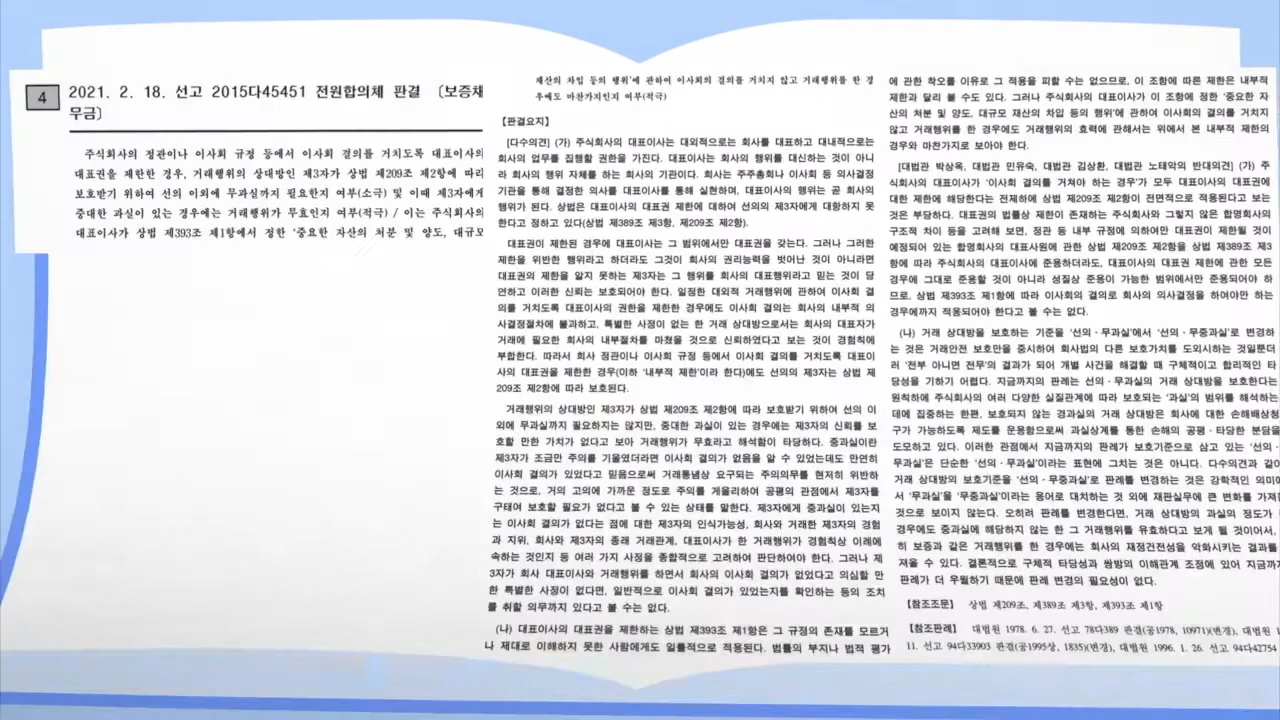 4
2021. 2. 18. 선고 2015다45451 전원합의체 판결 〔보증채
무금〕
주식회사의 정관이나 이사회 규정 등에서 이사회 결의를 거치도록 대표이사의
대표권을 제한한 경우, 거래행위의 상대방인 제3자가 상법 제209조 제2항에 따라
보호받기 위하여 선의 이외에 무과실까지 필요한지 여부(소극) 및 이때 제3자에게
중대한 과실이 있는 경우에는 거래행위가 무효인지 여부(적극) / 이는 주식회사의
대표이사가 상법 제393조 제1항에서 정한 '중요한 자산의 처분 및 양도, 대규모
재산의 차입 등의 행위'에 관하여 이사회의 결의를 거치지 않고 거래행위를 한 경
우에도 마찬가지인지 여부(적극)
【판결요지】
[다수의견] (가) 주식회사의 대표이사는 대외적으로는 회사를 대표하고 대내적으로는
회사의 업무를 집행할 권한을 가진다. 대표이사는 회사의 행위를 대신하는 것이 아니
라 회사의 행위 자체를 하는 회사의 기관이다. 회사는 주주총회나 이사회 등 의사결정
기관을 통해 결정한 의사를 대표이사를 통해 실현하며, 대표이사의 행위는 곧 회사의
행위가 된다. 상법은 대표이사의 대표권 제한에 대하여 선의의 제3자에게 대항하지 못
한다고 정하고 있다(상법 제389조 제3항, 제209조 제2항).
대표권이 제한된 경우에 대표이사는 그 범위에서만 대표권을 갖는다. 그러나 그러한
제한을 위반한 행위라고 하더라도 그것이 회사의 권리능력을 벗어난 것이 아니라면
대표권의 제한을 알지 못하는 제3자는 그 행위를 회사의 대표행위라고 믿는 것이 당
연하고 이러한 신뢰는 보호되어야 한다. 일정한 대외적 거래행위에 관하여 이사회 결
의를 거치도록 대표이사의 권한을 제한한 경우에도 이사회 결의는 회사의 내부적 의
사결정절차에 불과하고, 특별한 사정이 없는 한 거래 상대방으로서는 회사의 대표자가
거래에 필요한 회사의 내부절차를 마쳤을 것으로 신뢰하였다고 보는 것이 경험칙에
부합한다. 따라서 회사 정관이나 이사회 규정 등에서 이사회 결의를 거치도록 대표이
사의 대표권을 제한한 경우(이하 '내부적 제한'이라 한다)에도 선의의 제3자는 상법 제
209조 제2항에 따라 보호된다.
거래행위의 상대방인 제3자가 상법 제209조 제2항에 따라 보호받기 위하여 선의 이
외에 무과실까지 필요하지는 않지만, 중대한 과실이 있는 경우에는 제3자의 신뢰를 보
호할 만한 가치가 없다고 보아 거래행위가 무효라고 해석함이 타당하다. 중과실이란
제3자가 조금만 주의를 기울였더라면 이사회 결의가 없음을 알 수 있었는데도 만연히
이사회 결의가 있었다고 믿음으로써 거래통념상 요구되는 주의의무를 현저히 위반하
는 것으로, 거의 고의에 가까운 정도로 주의를 게을리하여 공평의 관점에서 제3자를
구태여 보호할 필요가 없다고 볼 수 있는 상태를 말한다. 제3자에게 중과실이 있는지
는 이사회 결의가 없다는 점에 대한 제3자의 인식가능성, 회사와 거래한 제3자의 경험
과 지위, 회사와 제3자의 종래 거래관계, 대표이사가 한 거래행위가 경험칙상 이례에
속하는 것인지 등 여러 가지 사정을 종합적으로 고려하여 판단하여야 한다. 그러나 제
3자가 회사 대표이사와 거래행위를 하면서 회사의 이사회 결의가 없었다고 의심할 만
한 특별한 사정이 없다면, 일반적으로 이사회 결의가 있었는지를 확인하는 등의 조치
를 취할 의무까지 있다고 볼 수는 없다.
(나) 대표이사의 대표권을 제한하는 상법 제393조 제1항은 그 규정의 존재를 모르거
나 제대로 이해하지 못한 사람에게도 일률적으로 적용된다. 법률의 부지나 법적 평가
에 관한 착오를 이유로 그 적용을 피할 수는 없으므로, 이 조항에 따른 제한은 내부적
제한과 달리 볼 수도 있다. 그러나 주식회사의 대표이사가 이 조항에 정한 '중요한 자
산의 처분 및 양도, 대규모 재산의 차입 등의 행위'에 관하여 이사회의 결의를 거치지
않고 거래행위를 한 경우에도 거래행위의 효력에 관해서는 위에서 본 내부적 제한의
경우와 마찬가지로 보아야 한다.
[대법관 박상옥, 대법관 민유숙, 대법관 김상환, 대법관 노태악의 반대의견] (가) 주
식회사의 대표이사가 '이사회 결의를 거쳐야 하는 경우'가 모두 대표이사의 대표권에
대한 제한에 해당한다는 전제하에 상법 제209조 제2항이 전면적으로 적용된다고 보는
것은 부당하다. 대표권의 법률상 제한이 존재하는 주식회사와 그렇지 않은 합명회사의
구조적 차이 등을 고려해 보면, 정관 등 내부 규정에 의하여만 대표권이 제한될 것이
예정되어 있는 합명회사의 대표사원에 관한 상법 제209조 제2항을 상법 제389조 제3
항에 따라 주식회사의 대표이사에 준용하더라도, 대표이사의 대표권 제한에 관한 모든
경우에 그대로 준용할 것이 아니라 성질상 준용이 가능한 범위에서만 준용되어야 하
므로, 상법 제393조 제1항에 따라 이사회의 결의로 회사의 의사결정을 하여야만 하는
경우에까지 적용되어야 한다고 볼 수는 없다.
(나) 거래 상대방을 보호하는 기준을 '선의·무과실'에서 '선의·무중과실'로 변경하
는 것은 거래안전 보호만을 중시하여 회사법의 다른 보호가치를 도외시하는 것일뿐더
러 '전부 아니면 전무'의 결과가 되어 개별 사건을 해결할 때 구체적이고 합리적인 타
당성을 기하기 어렵다. 지금까지의 판례는 선의·무과실의 거래 상대방을 보호한다는
원칙하에 주식회사의 여러 다양한 실질관계에 따라 보호되는 '과실'의 범위를 해석하는
데에 집중하는 한편, 보호되지 않는 경과실의 거래 상대방은 회사에 대한 손해배상청
구가 가능하도록 제도를 운용함으로써 과실상계를 통한 손해의 공평·타당한 분담을
도모하고 있다. 이러한 관점에서 지금까지의 판례가 보호기준으로 삼고 있는 '선의·
무과실'은 단순한 '선의·무과실'이라는 표현에 그치는 것은 아니다. 다수의견과 같이
거래 상대방의 보호기준을 '선의·무중과실'로 판례를 변경하는 것은 강학적인 의미에
서 '무과실'을 '무중과실'이라는 용어로 대치하는 것 외에 재판실무에 큰 변화를 가져올
것으로 보이지 않는다. 오히려 판례를 변경한다면, 거래 상대방의 과실의 정도가
경우에도 중과실에 해당하지 않는 한 그 거래행위를 유효하다고 보게 될 것이어서,
히 보증과 같은 거래행위를 한 경우에는 회사의 재정건전성을 악화시키는 결과를
져올 수 있다. 결론적으로 구체적 타당성과 쌍방의 이해관계 조정에 있어 지금까지
판례가 더 우월하기 때문에 판례 변경의 필요성이 없다.
【참조조문】 상법 제209조, 제389조 제3항, 제393조 제1항
【참조판례】 대법원 1978. 6. 27. 선고 78다389 판결(공1978, 10971)(변경), 대법원
11. 선고 94다33903 판결(공1995상, 1835)(변경), 대법원 1996. 1. 26. 선고 94다42754